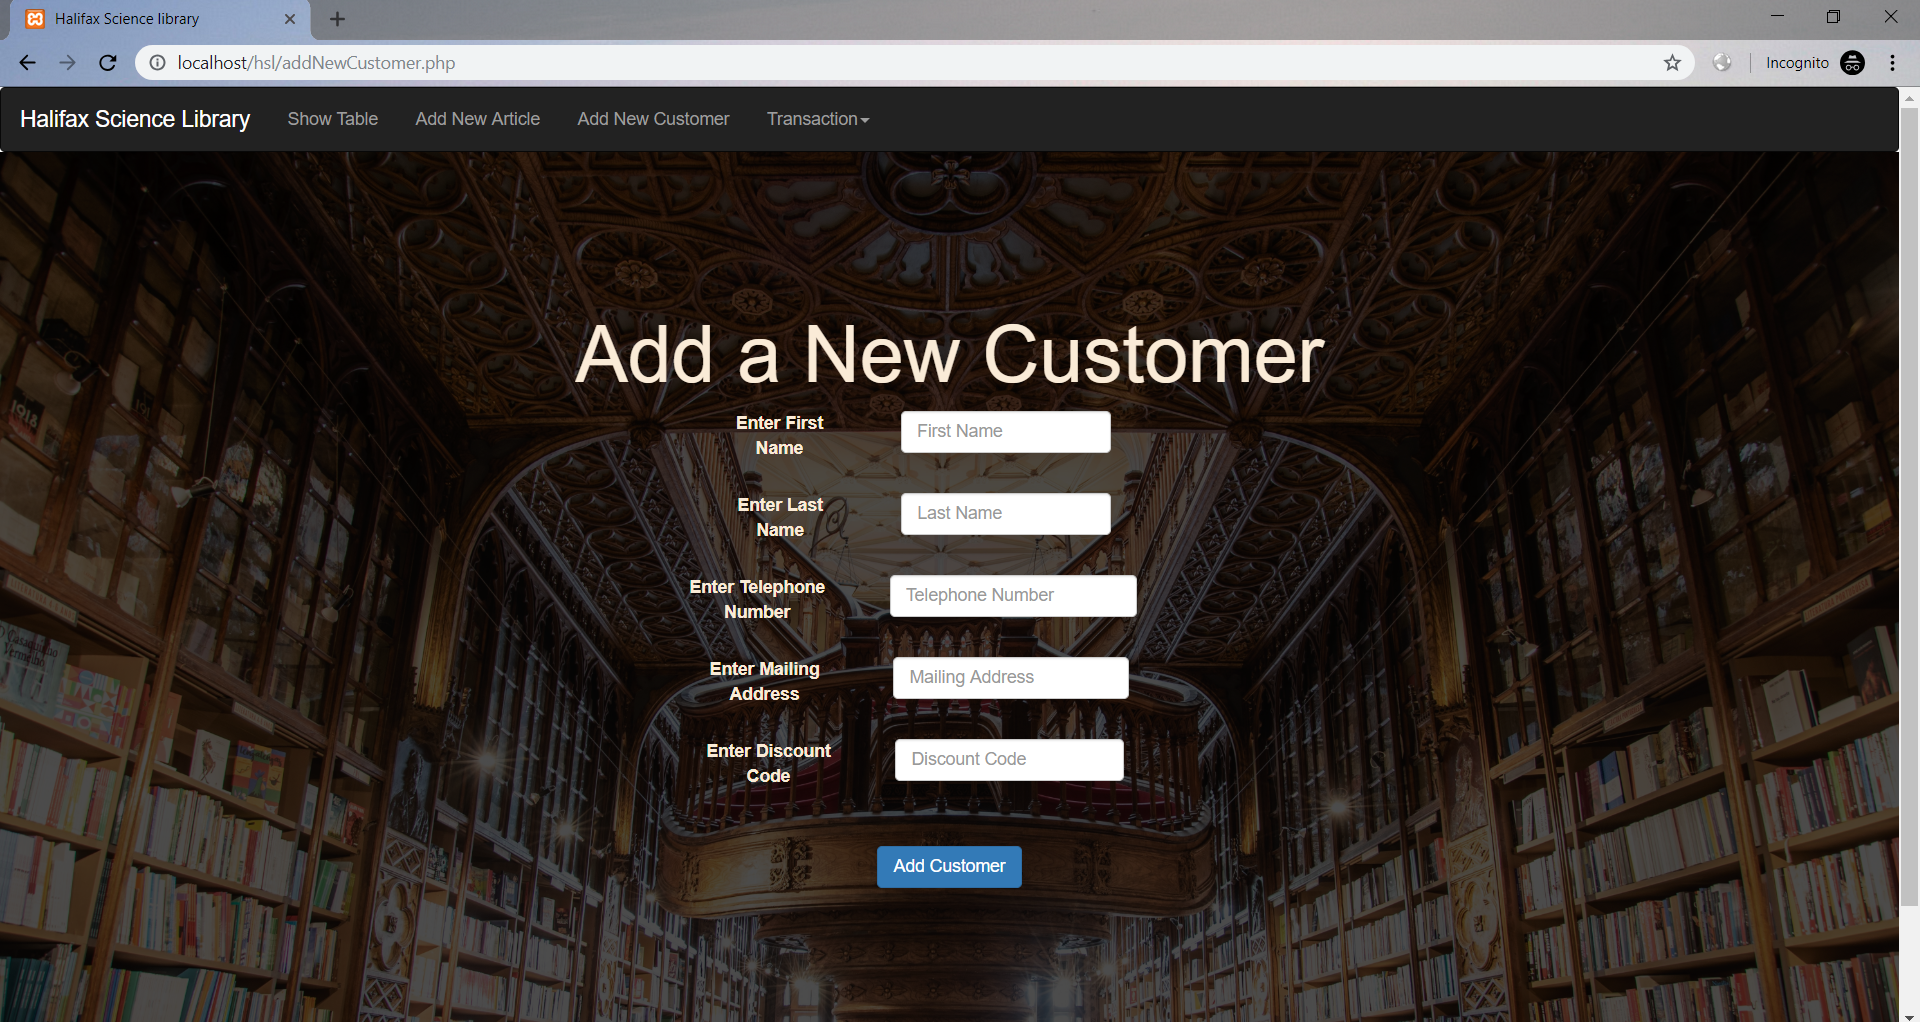 Halifax Science library
localhost/hsl/addNewCustomer.php
Incognito
Halifax Science Library Show Table Add New Article Add New Customer Transaction
Add a New Customer
Enter First
Name
First Name
Enter Last
Name
Last Name
Enter Telephone
Number
Telephone Number
Enter Mailing
Address
Mailing Address
Enter Discount
Code
Discount Code
Add Customer